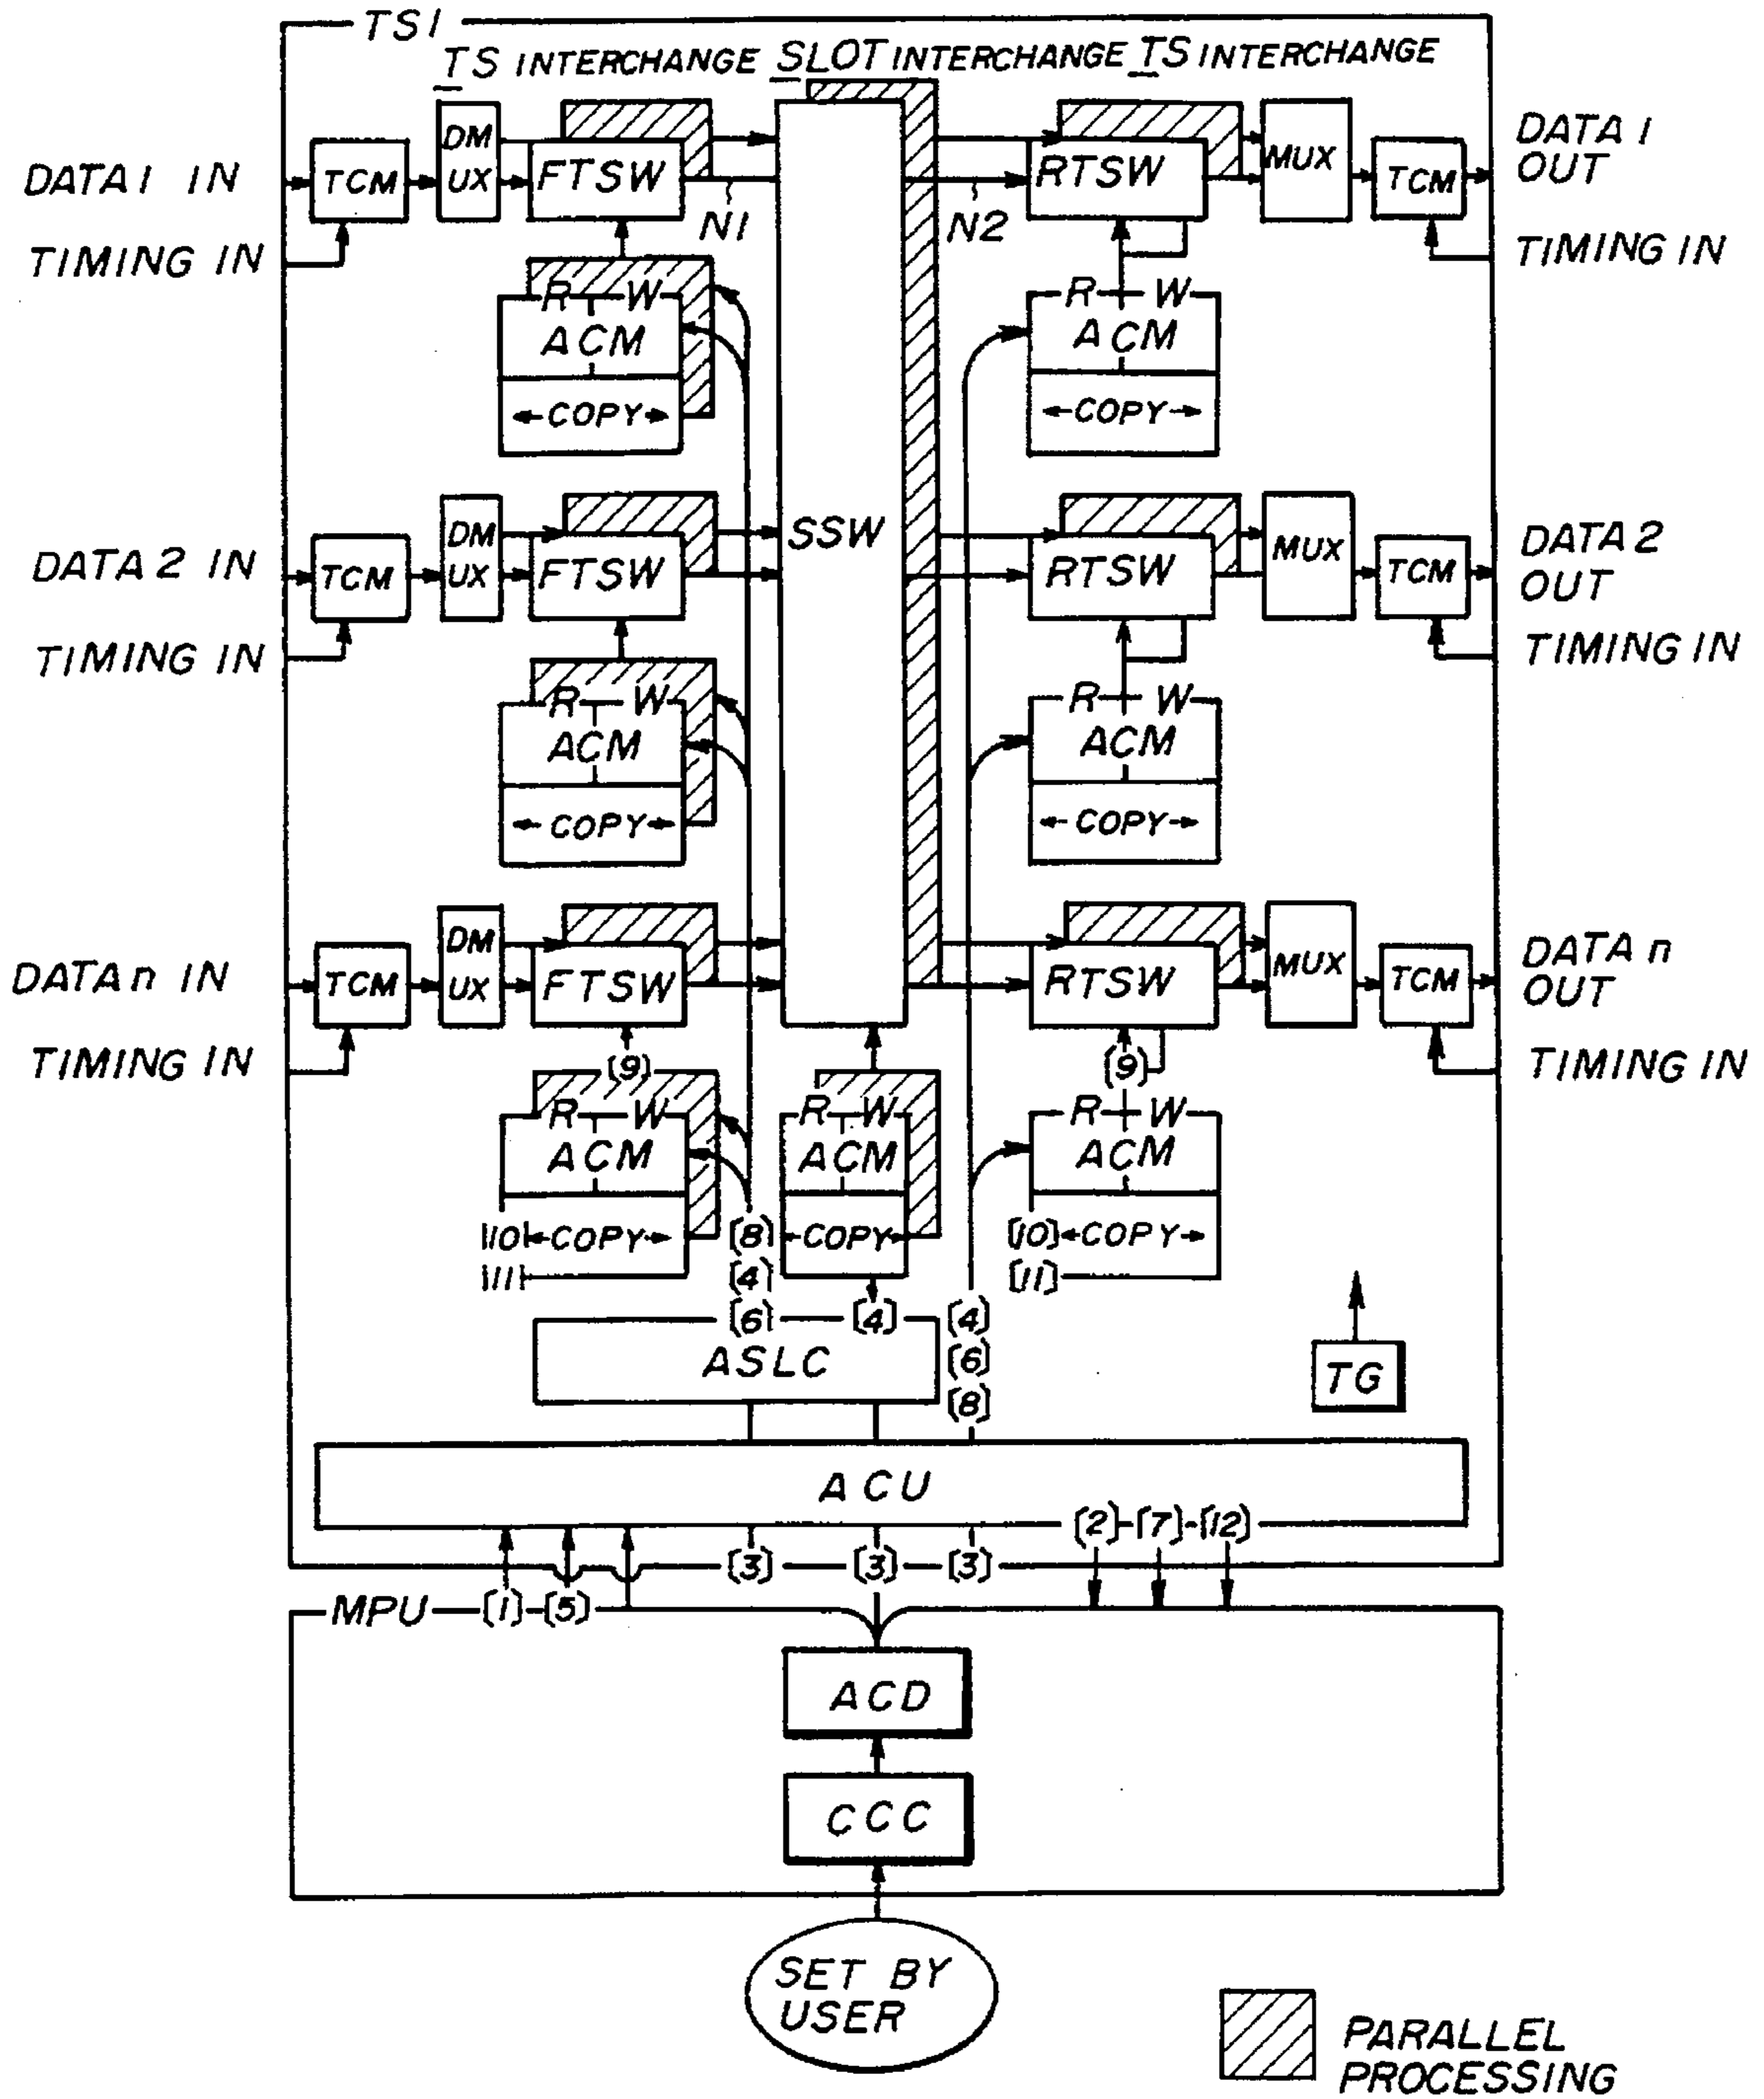 TSI
TS INTERCHANGE SLOT INTERCHANGE TS INTERCHANGE
DATA 1 IN TCM DM UX FTSW N1 N2 RTSW MUX TCM DATA 1 OUT
TIMING IN TIMING IN
R W R W
ACM ACM
COPY COPY
SSW
DATA 2 IN TCM DM UX FTSW RTSW MUX TCM DATA 2 OUT
TIMING IN TIMING IN
R W R W
ACM ACM
COPY COPY
DATA n IN TCM DM UX FTSW RTSW MUX TCM DATA n OUT
TIMING IN [9] [9] TIMING IN
R W R W R W
ACM ACM ACM
[10] COPY [8] COPY [10] COPY
[11] [4] [11]
[6] [4] [4]
ASLC [6] TG
[8]
ACU
[2] [7] [12]
[3] [3] [3]
MPU [1] [5]
ACD
CCC
SET BY
USER
PARALLEL
PROCESSING